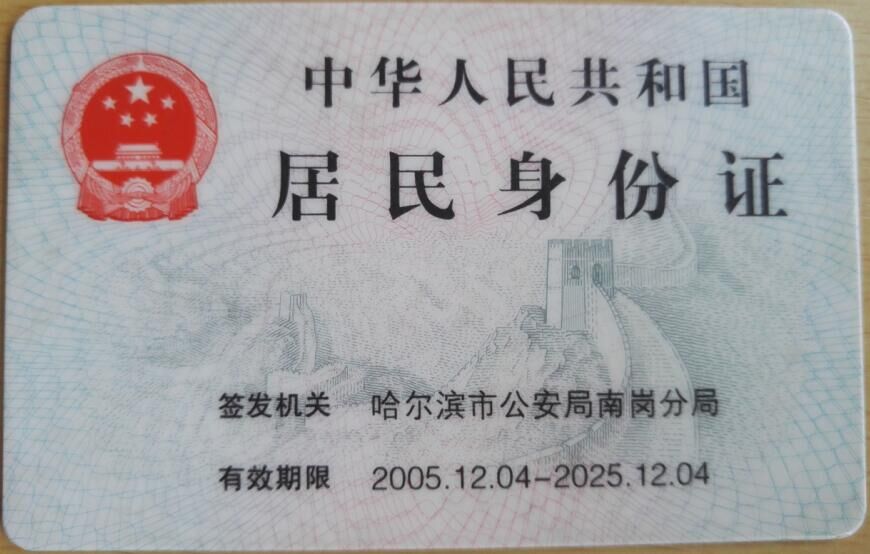 中华人民共和国
居民身份证
签发机关 哈尔滨市公安局南岗分局
有效期限 2005.12.04-2025.12.04